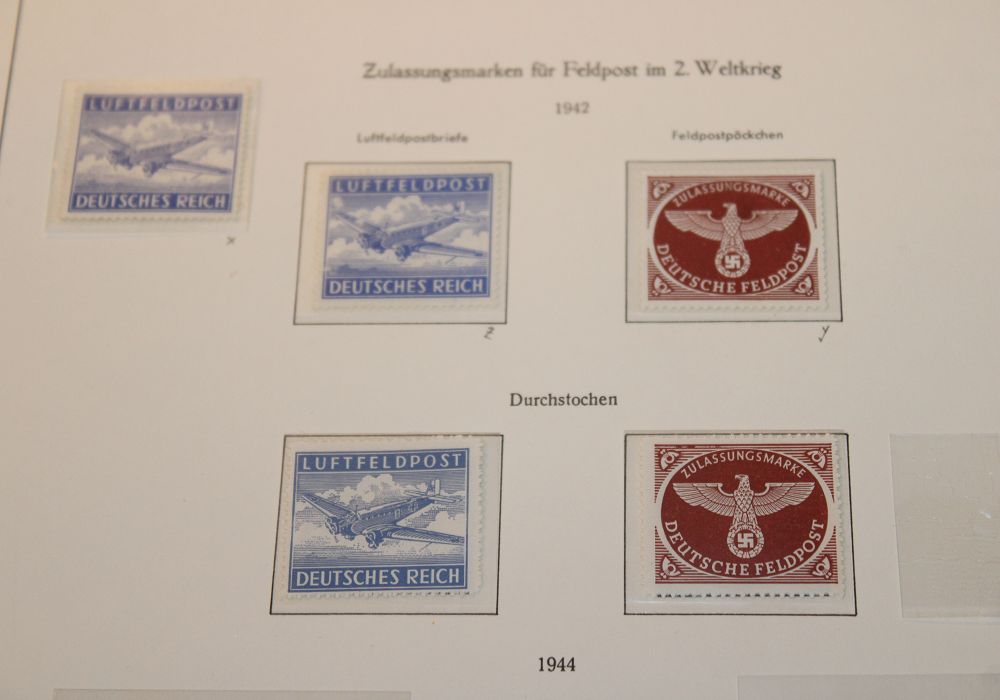 Zulassungsmarken für Feldpost im 2. Weltkrieg
1942
Luftfeldpostbriefe
Feldpostpäckchen
LUFTFELDPOST
DEUTSCHES REICH
x
LUFTFELDPOST
DEUTSCHES REICH
z
ZULASSUNGSMARKE
DEUTSCHE FELDPOST
y
Durchstochen
LUFTFELDPOST
DEUTSCHES REICH
ZULASSUNGSMARKE
DEUTSCHE FELDPOST
1944